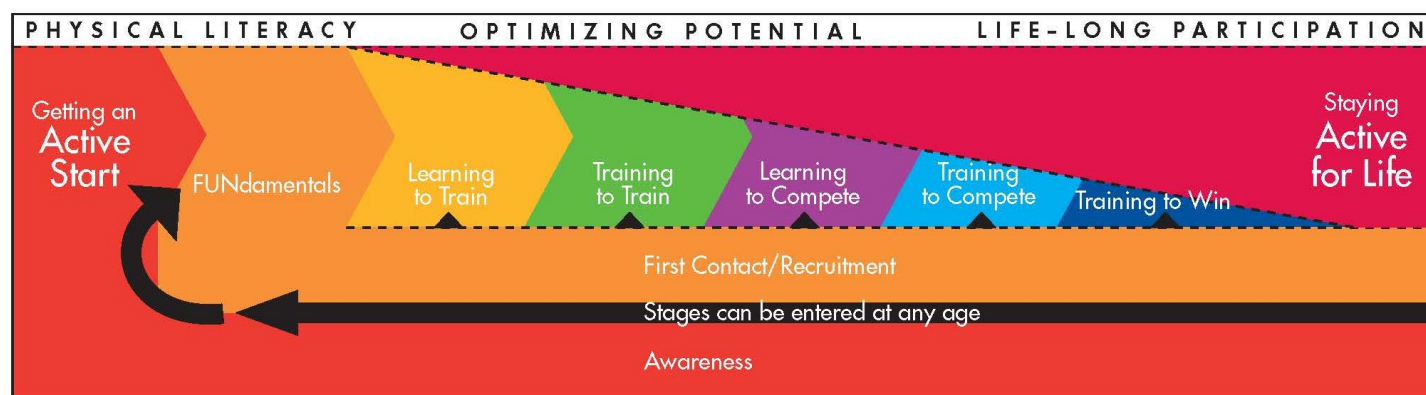 PHYSICAL LITERACY
OPTIMIZING POTENTIAL
LIFE-LONG PARTICIPATION
Getting an
Active
Start
FUNdamentals
Learning
to Train
Training
to Train
Learning
to Compete
Training
to Compete
Training to Win
Staying
Active
for Life
First Contact/Recruitment
Stages can be entered at any age
Awareness